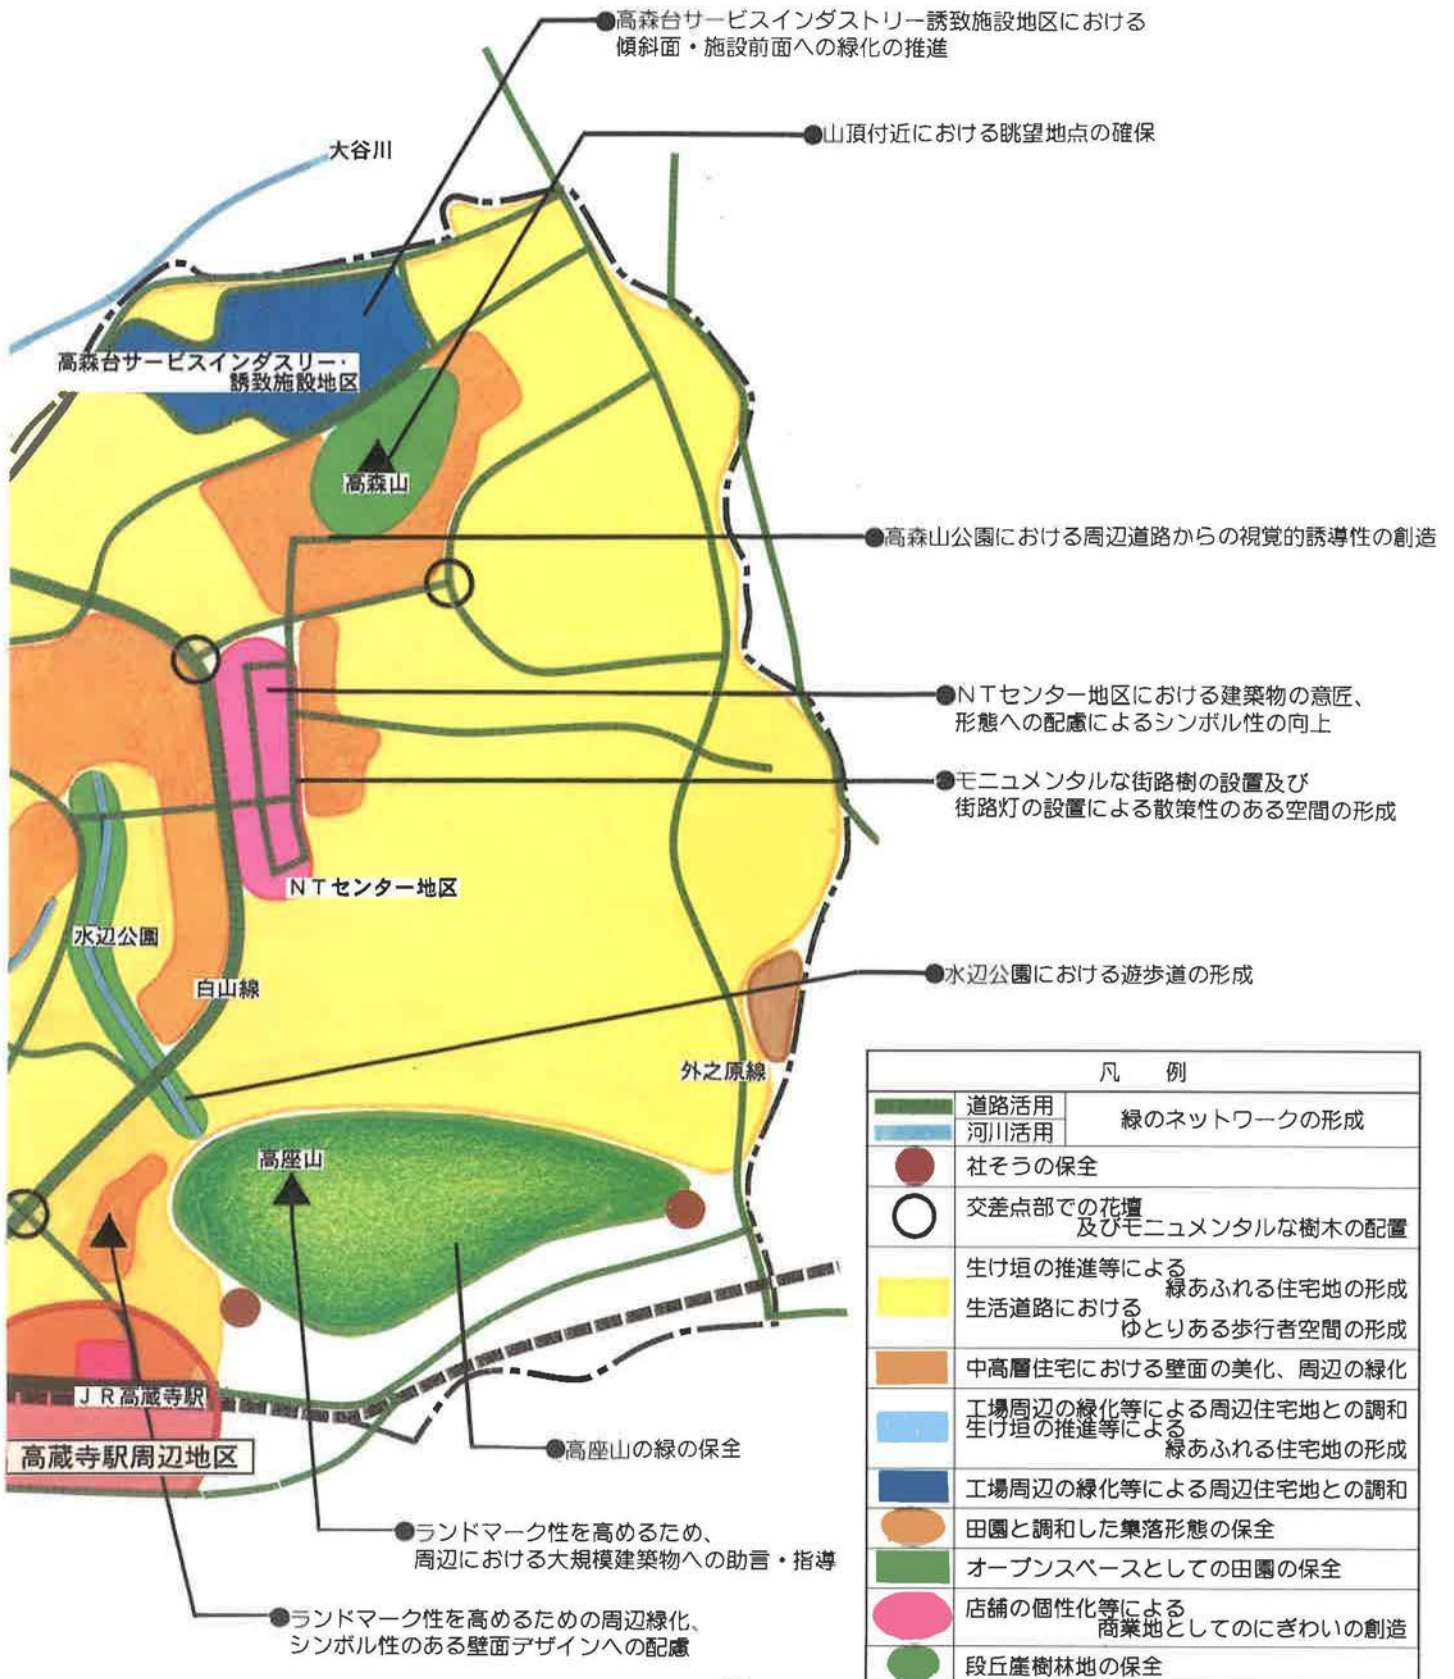 ●高森台サービスインダストリー誘致施設地区における
傾斜面・施設前面への緑化の推進
●山頂付近における眺望地点の確保
大谷川
高森台サービスインダスリー・
誘致施設地区
高森山
●高森山公園における周辺道路からの視覚的誘導性の創造
●NTセンター地区における建築物の意匠、
形態への配慮によるシンボル性の向上
●モニュメンタルな街路樹の設置及び
街路灯の設置による散策性のある空間の形成
NTセンター地区
水辺公園
白山線
●水辺公園における遊歩道の形成
外之原線
高座山
JR高蔵寺駅
高蔵寺駅周辺地区
●高座山の緑の保全
●ランドマーク性を高めるため、
周辺における大規模建築物への助言・指導
●ランドマーク性を高めるための周辺緑化、
シンボル性のある壁面デザインへの配慮
凡 例
道路活用
河川活用
緑のネットワークの形成
社そうの保全
交差点部での花壇
及びモニュメンタルな樹木の配置
生け垣の推進等による
緑あふれる住宅地の形成
生活道路における
ゆとりある歩行者空間の形成
中高層住宅における壁面の美化、周辺の緑化
工場周辺の緑化等による周辺住宅地との調和
生け垣の推進等による
緑あふれる住宅地の形成
工場周辺の緑化等による周辺住宅地との調和
田園と調和した集落形態の保全
オープンスペースとしての田園の保全
店舗の個性化等による
商業地としてのにぎわいの創造
段丘崖樹林地の保全